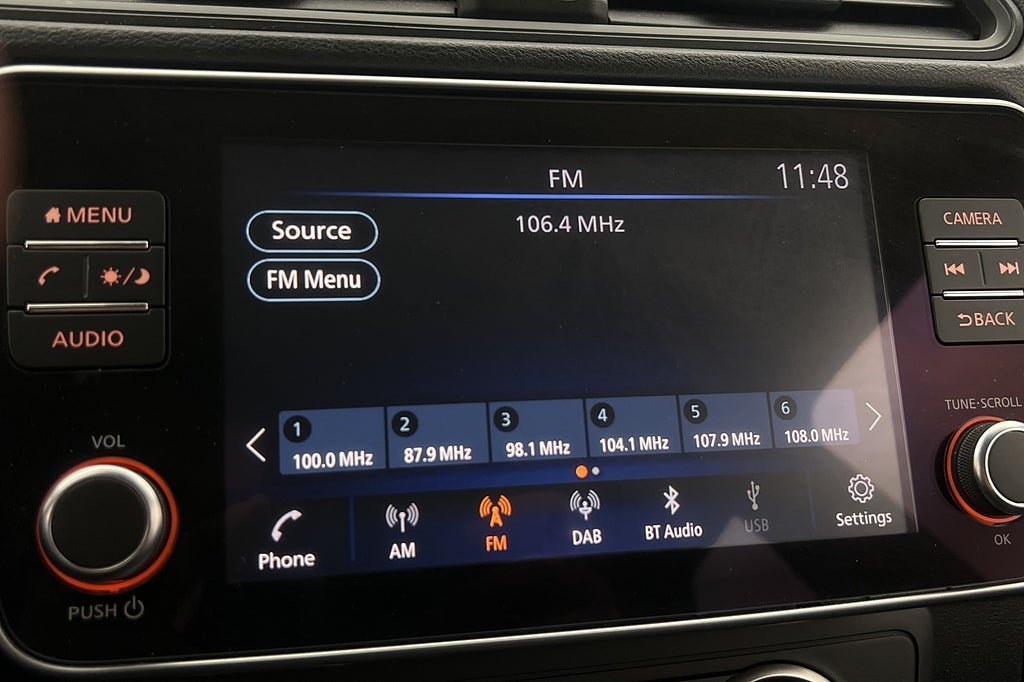 FM
11:48
106.4 MHz
Source
FM Menu
MENU
AUDIO
VOL
PUSH
1
100.0 MHz
2
87.9 MHz
3
98.1 MHz
4
104.1 MHz
5
107.9 MHz
6
108.0 MHz
Phone
AM
FM
DAB
BT Audio
USB
Settings
CAMERA
BACK
TUNE·SCROLL
OK